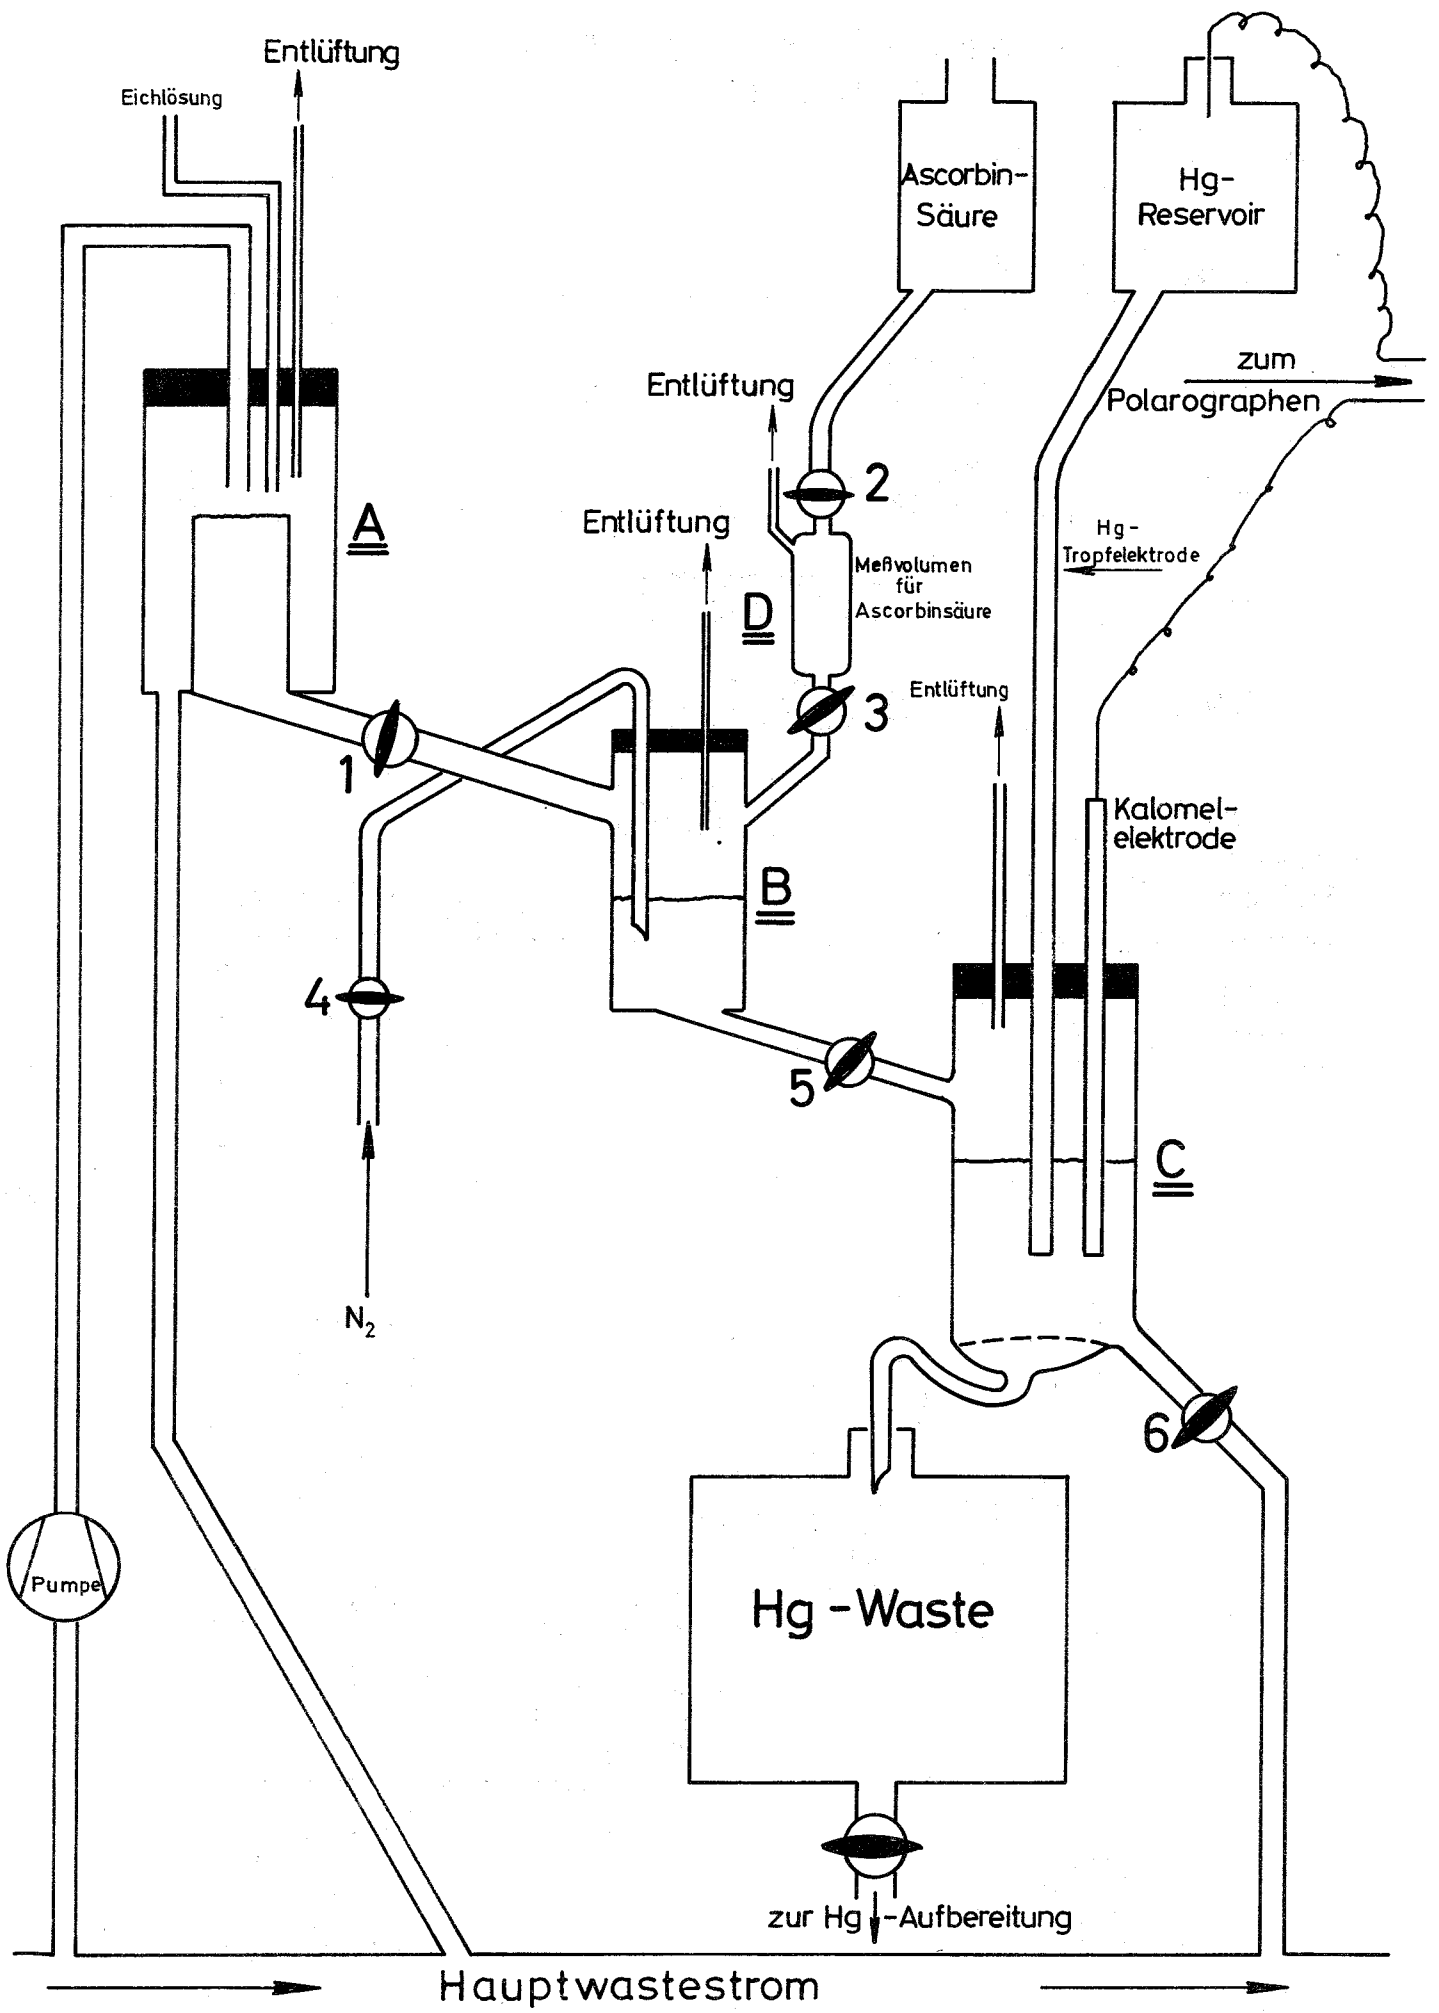 Entlüftung
Eichlösung
Ascorbin-
Säure
Hg-
Reservoir
zum
Polarographen
Entlüftung
2
Entlüftung
A
Hg-
Tropfelektrode
Meßvolumen
für
Ascorbinsäure
D
Entlüftung
3
1
Kalomel-
elektrode
B
4
5
C
N2
6
Pumpe
Hg-Waste
zur Hg-Aufbereitung
Hauptwastestrom